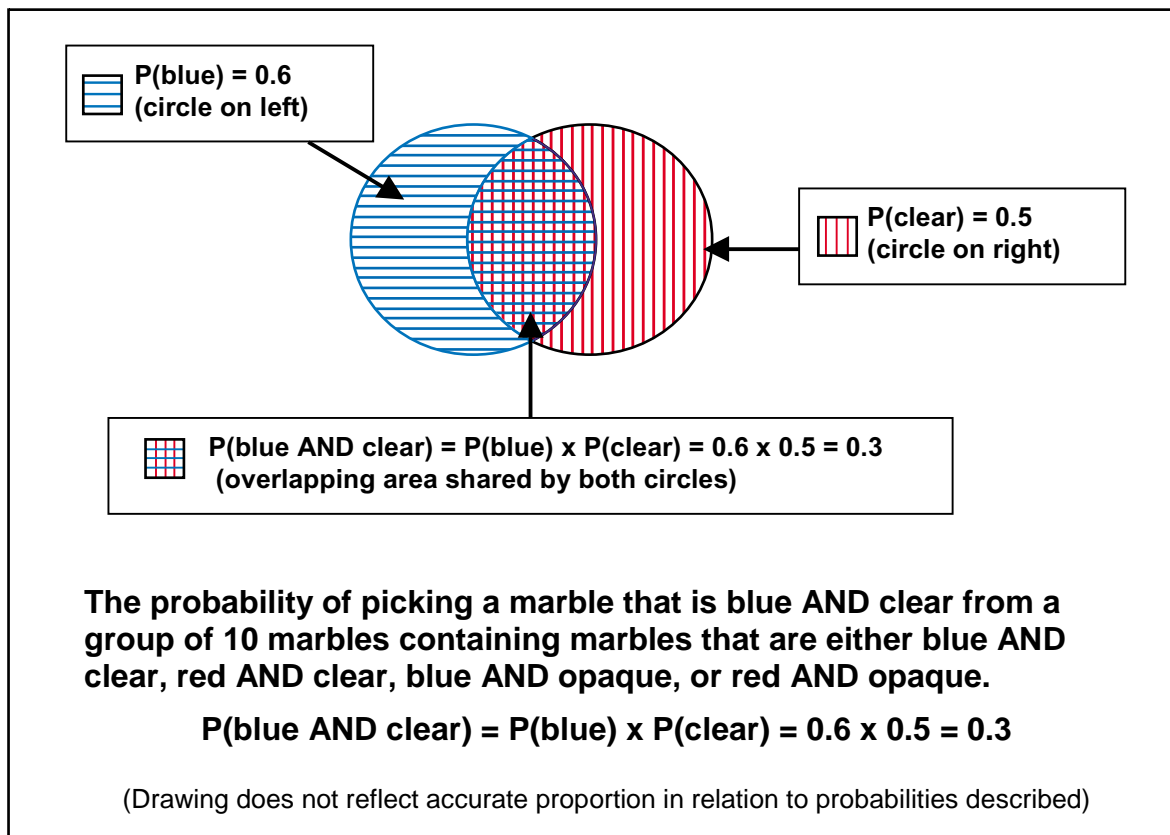 P(blue) = 0.6
(circle on left)
P(clear) = 0.5
(circle on right)
P(blue AND clear) = P(blue) x P(clear) = 0.6 x 0.5 = 0.3
(overlapping area shared by both circles)
The probability of picking a marble that is blue AND clear from a
group of 10 marbles containing marbles that are either blue AND
clear, red AND clear, blue AND opaque, or red AND opaque.
P(blue AND clear) = P(blue) x P(clear) = 0.6 x 0.5 = 0.3
(Drawing does not reflect accurate proportion in relation to probabilities described)